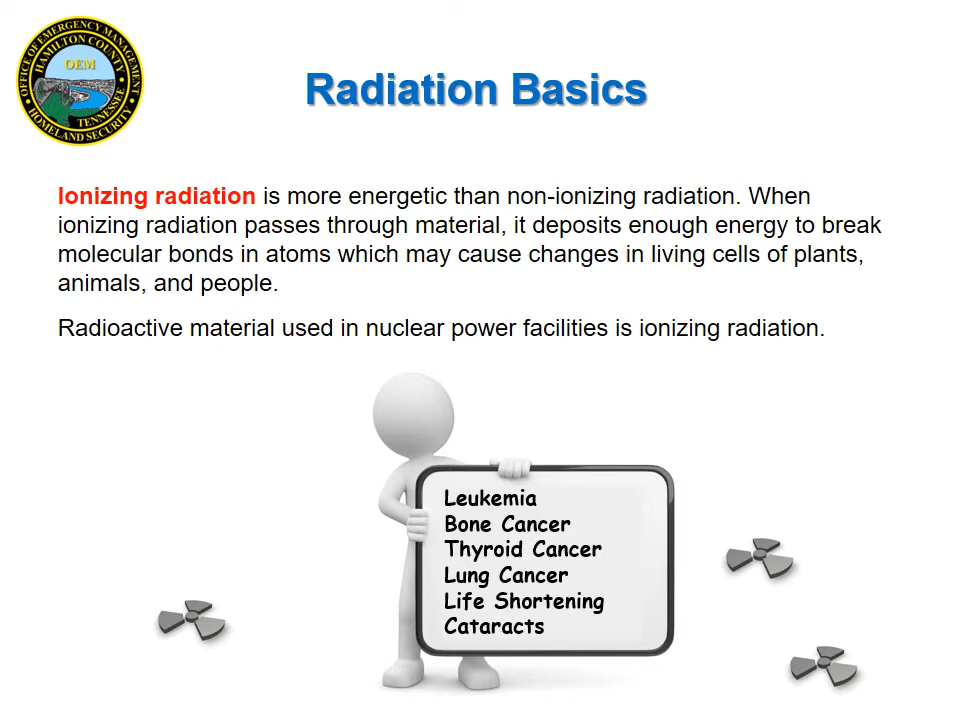 OFFICE OF EMERGENCY MANAGEMENT
HAMILTON COUNTY
OEM
TENNESSEE
HOMELAND SECURITY
Radiation Basics
Ionizing radiation is more energetic than non-ionizing radiation. When
ionizing radiation passes through material, it deposits enough energy to break
molecular bonds in atoms which may cause changes in living cells of plants,
animals, and people.
Radioactive material used in nuclear power facilities is ionizing radiation.
Leukemia
Bone Cancer
Thyroid Cancer
Lung Cancer
Life Shortening
Cataracts